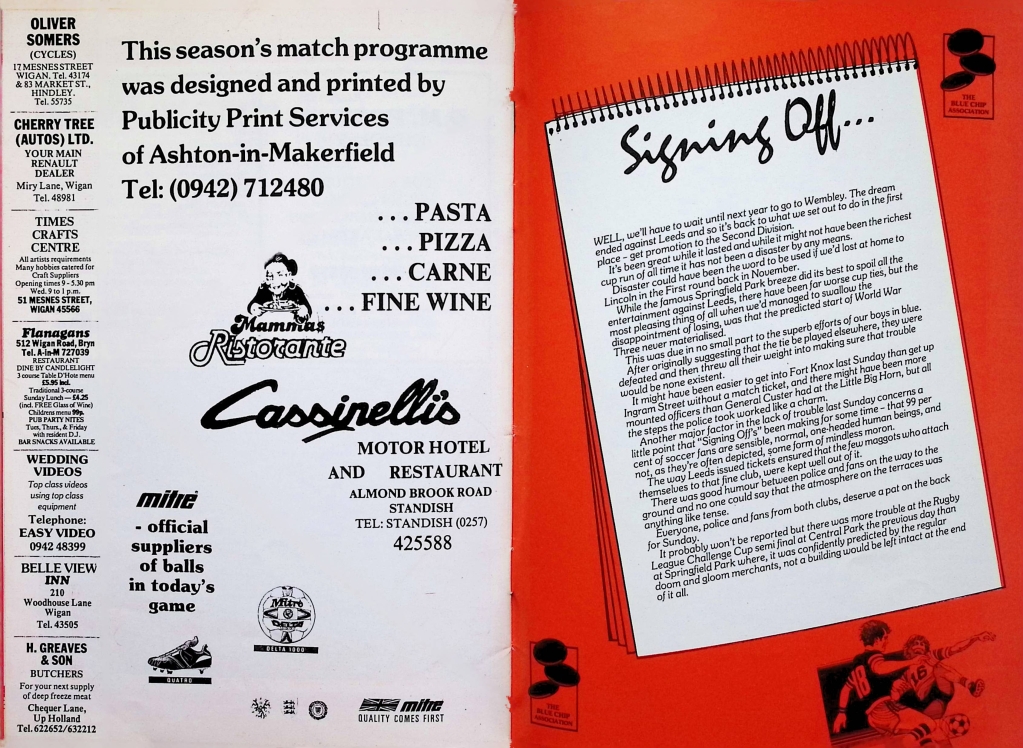 OLIVER
SOMERS
(CYCLES)
17 MESNES STREET
WIGAN. Tel. 43174
& 83 MARKET ST.,
HINDLEY.
Tel. 55735
CHERRY TREE
(AUTOS) LTD.
YOUR MAIN
RENAULT
DEALER
Miry Lane, Wigan
Tel. 48981
TIMES
CRAFTS
CENTRE
All artists requirements
Many hobbies catered for
Craft Suppliers
Opening times 9 - 5.30 pm
Wed. 9 to 1 p.m.
51 MESNES STREET,
WIGAN 45566
Flanagans
512 Wigan Road, Bryn
Tel. A-in-M 727039
RESTAURANT
DINE BY CANDLELIGHT
3 course Table D'Hote menu
£5.95 Incl.
Traditional 3-course
Sunday Lunch — £4.25
(incl. FREE Glass of Wine)
Childrens menu 99p.
PUB PARTY NITES
Tues, Thurs., & Friday
with resident D.J.
BAR SNACKS AVAILABLE
WEDDING
VIDEOS
Top class videos
using top class
equipment
Telephone:
EASY VIDEO
0942 48399
BELLE VIEW
INN
210
Woodhouse Lane
Wigan
Tel. 43505
H. GREAVES
& SON
BUTCHERS
For your next supply
of deep freeze meat
Chequer Lane,
Up Holland
Tel. 622652/632212
This season's match programme
was designed and printed by
Publicity Print Services
of Ashton-in-Makerfield
Tel: (0942) 712480
...PASTA
...PIZZA
...CARNE
...FINE WINE
Mammas
Ristorante
Cassinelli's
MOTOR HOTEL
AND RESTAURANT
ALMOND BROOK ROAD
STANDISH
TEL: STANDISH (0257)
425588
mitre
- official
suppliers
of balls
in today's
game
Mitre
DELTA
DELTA 1000
QUATRO
mitre
QUALITY COMES FIRST
THE
BLUE CHIP
ASSOCIATION
Signing Off...
WELL, we'll have to wait until next year to go to Wembley. The dream
ended against Leeds and so it's back to what we set out to do in the first
place – get promotion to the Second Division.
It's been great while it lasted and while it might not have been the richest
cup run of all time it has not been a disaster by any means.
Disaster could have been the word to be used if we'd lost at home to
Lincoln in the First round back in November.
While the famous Springfield Park breeze did its best to spoil all the
entertainment against Leeds, there have been far worse cup ties, but the
most pleasing thing of all when we'd managed to swallow the
disappointment of losing, was that the predicted start of World War
Three never materialised.
This was due in no small part to the superb efforts of our boys in blue.
After originally suggesting that the tie be played elsewhere, they were
defeated and then threw all their weight into making sure that trouble
would be none existent.
It might have been easier to get into Fort Knox last Sunday than get up
Ingram Street without a match ticket, and there might have been more
mounted officers than General Custer had at the Little Big Horn, but all
the steps the police took worked like a charm.
Another major factor in the lack of trouble last Sunday concerns a
little point that "Signing Off's" been making for some time – that 99 per
cent of soccer fans are sensible, normal, one-headed human beings, and
not, as they're often depicted, some form of mindless moron.
The way Leeds issued tickets ensured that the few maggots who attach
themselves to that fine club, were kept well out of it.
There was good humour between police and fans on the way to the
ground and no one could say that the atmosphere on the terraces was
anything like tense.
Everyone, police and fans from both clubs, deserve a pat on the back
for Sunday.
It probably won't be reported but there was more trouble at the Rugby
League Challenge Cup semi final at Central Park the previous day than
at Springfield Park where, it was confidently predicted by the regular
doom and gloom merchants, not a building would be left intact at the end
of it all.
THE
BLUE CHIP
ASSOCIATION
18
16